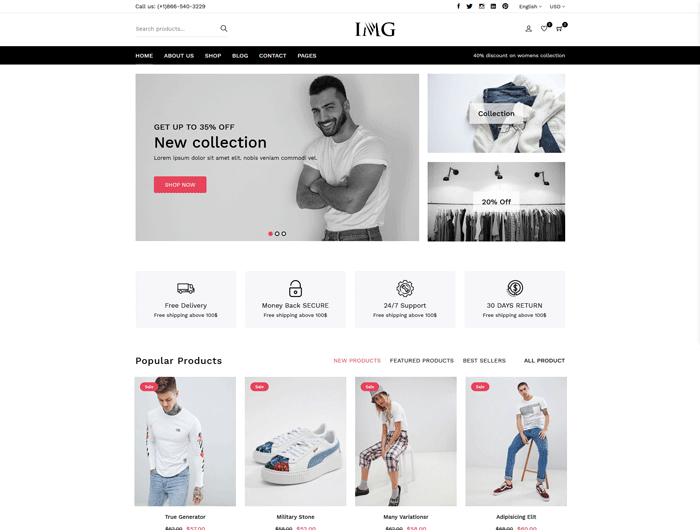 Call us: (+1)866-540-3229
English
USD
Search products...
IMG
0
0
HOME ABOUT US SHOP BLOG CONTACT PAGES
40% discount on womens collection
GET UP TO 35% OFF
New collection
Lorem ipsum dolor sit amet elit. nobis veniam commodi vel.
SHOP NOW
Collection
20% Off
Free Delivery
Free shipping above 100$
Money Back SECURE
Free shipping above 100$
24/7 Support
Free shipping above 100$
30 DAYS RETURN
Free shipping above 100$
Popular Products
NEW PRODUCTS FEATURED PRODUCTS BEST SELLERS ALL PRODUCT
Sale
Sale
Sale
Sale
True Generator
$62.00 $57.00
Military Stone
$58.00 $52.00
Many Variationsr
$62.00 $58.00
Adipisicing Elit
$68.00 $60.00